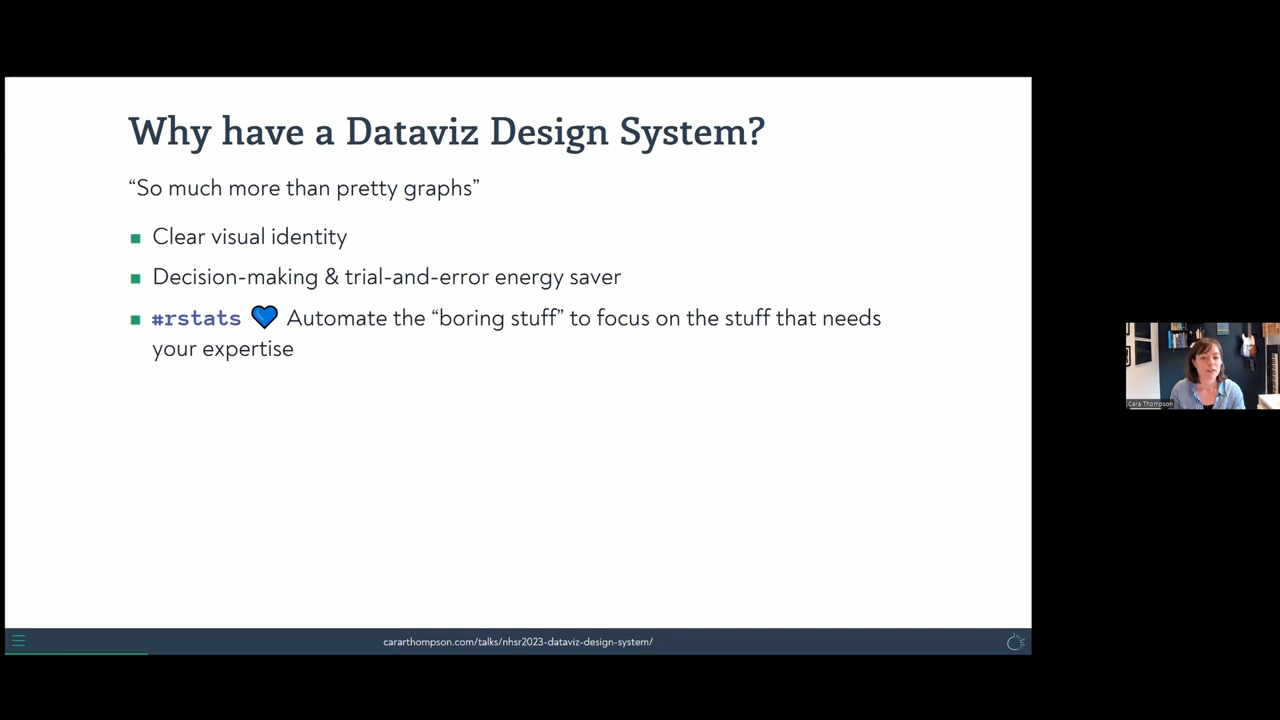 Why have a Dataviz Design System?
“So much more than pretty graphs”
Clear visual identity
Decision-making & trial-and-error energy saver
#rstats 💙 Automate the “boring stuff” to focus on the stuff that needs
your expertise
Cara Thompson
cararthompson.com/talks/nhsr2023-dataviz-design-system/